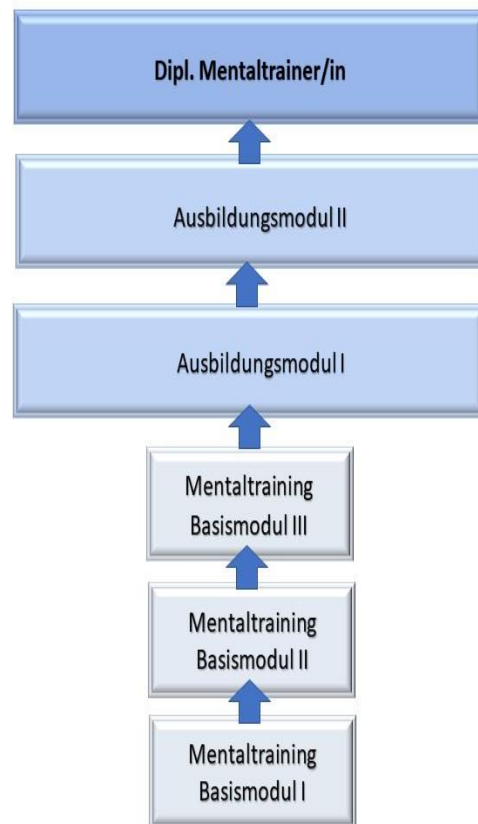 Dipl. Mentaltrainer/in
Ausbildungsmodul II
Ausbildungsmodul I
Mentaltraining
Basismodul III
Mentaltraining
Basismodul II
Mentaltraining
Basismodul I